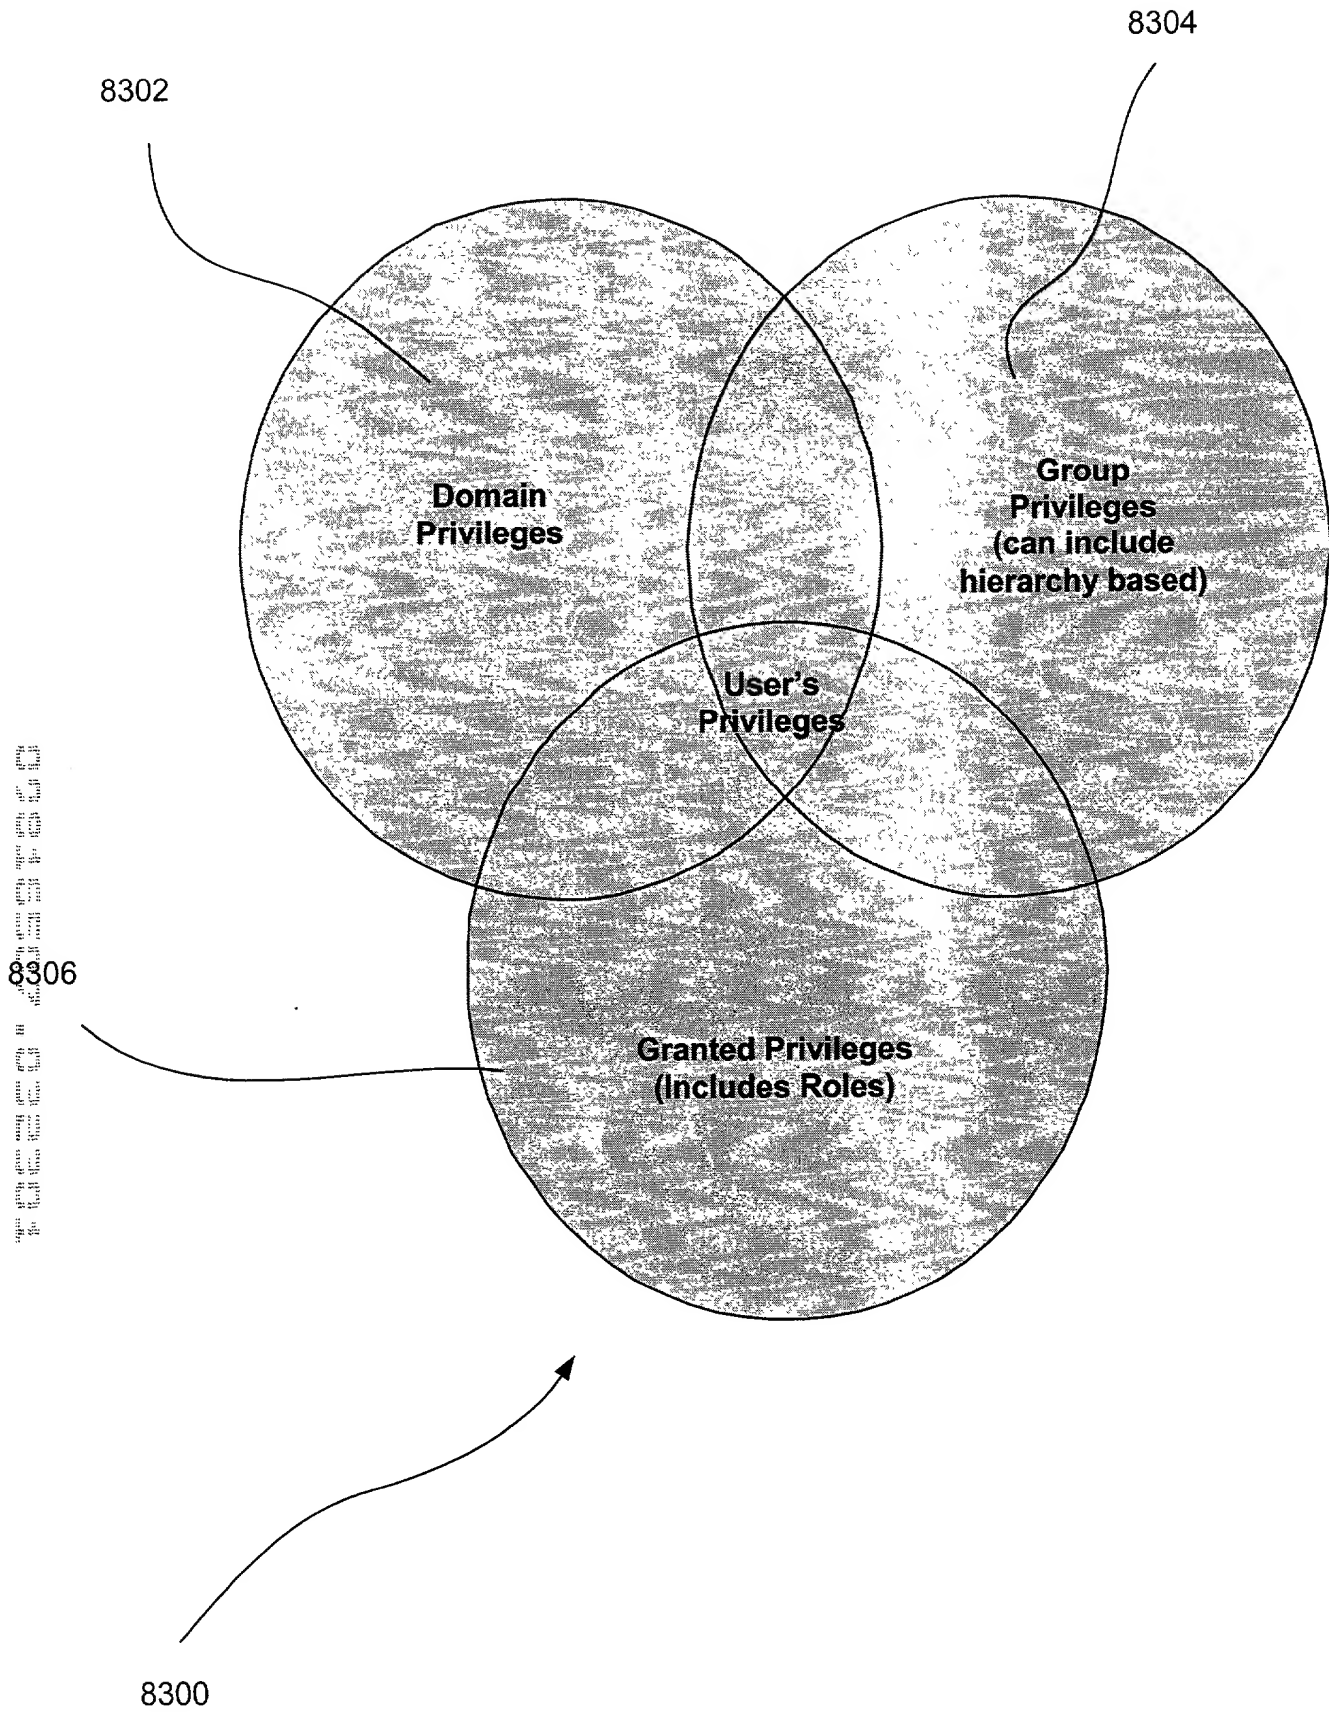 8304
8302
Domain
Privileges
Group
Privileges
(can include
hierarchy based)
User's
Privileges
8306
Granted Privileges
(Includes Roles)
8300